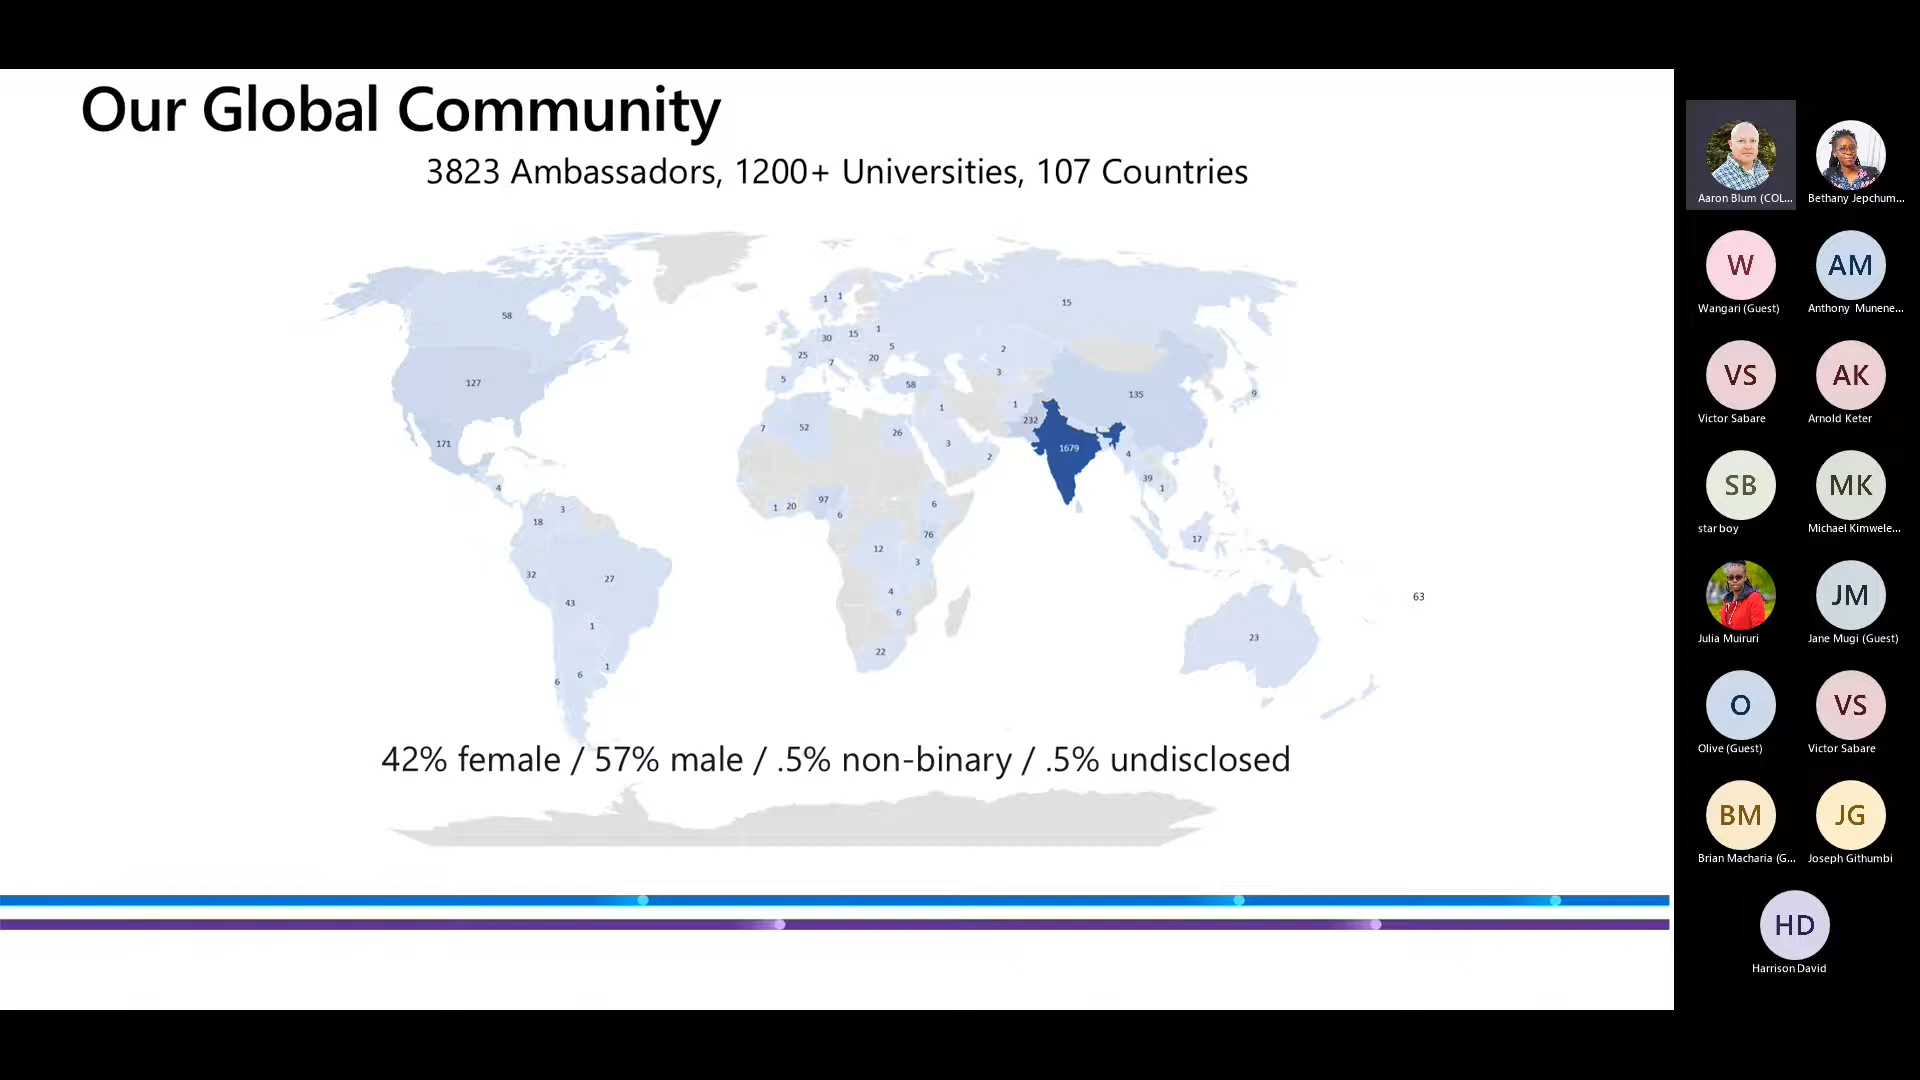 Our Global Community
3823 Ambassadors, 1200+ Universities, 107 Countries
58
127
171
4
3
18
32
27
43
1
1
6
6
1
1
15
30
15
1
5
25
7
20
5
58
2
3
135
9
1
1
232
1679
7
52
26
3
2
4
39
1
97
1
20
6
6
76
12
3
17
4
6
63
22
23
42% female / 57% male / .5% non-binary / .5% undisclosed
Aaron Blum (COL...
Bethany Jepchum...
W
AM
Wangari (Guest)
Anthony Munene...
VS
AK
Victor Sabare
Arnold Keter
SB
MK
star boy
Michael Kimwele...
JM
Julia Muiruri
Jane Mugi (Guest)
O
VS
Olive (Guest)
Victor Sabare
BM
JG
Brian Macharia (G...
Joseph Githumbi
HD
Harrison David